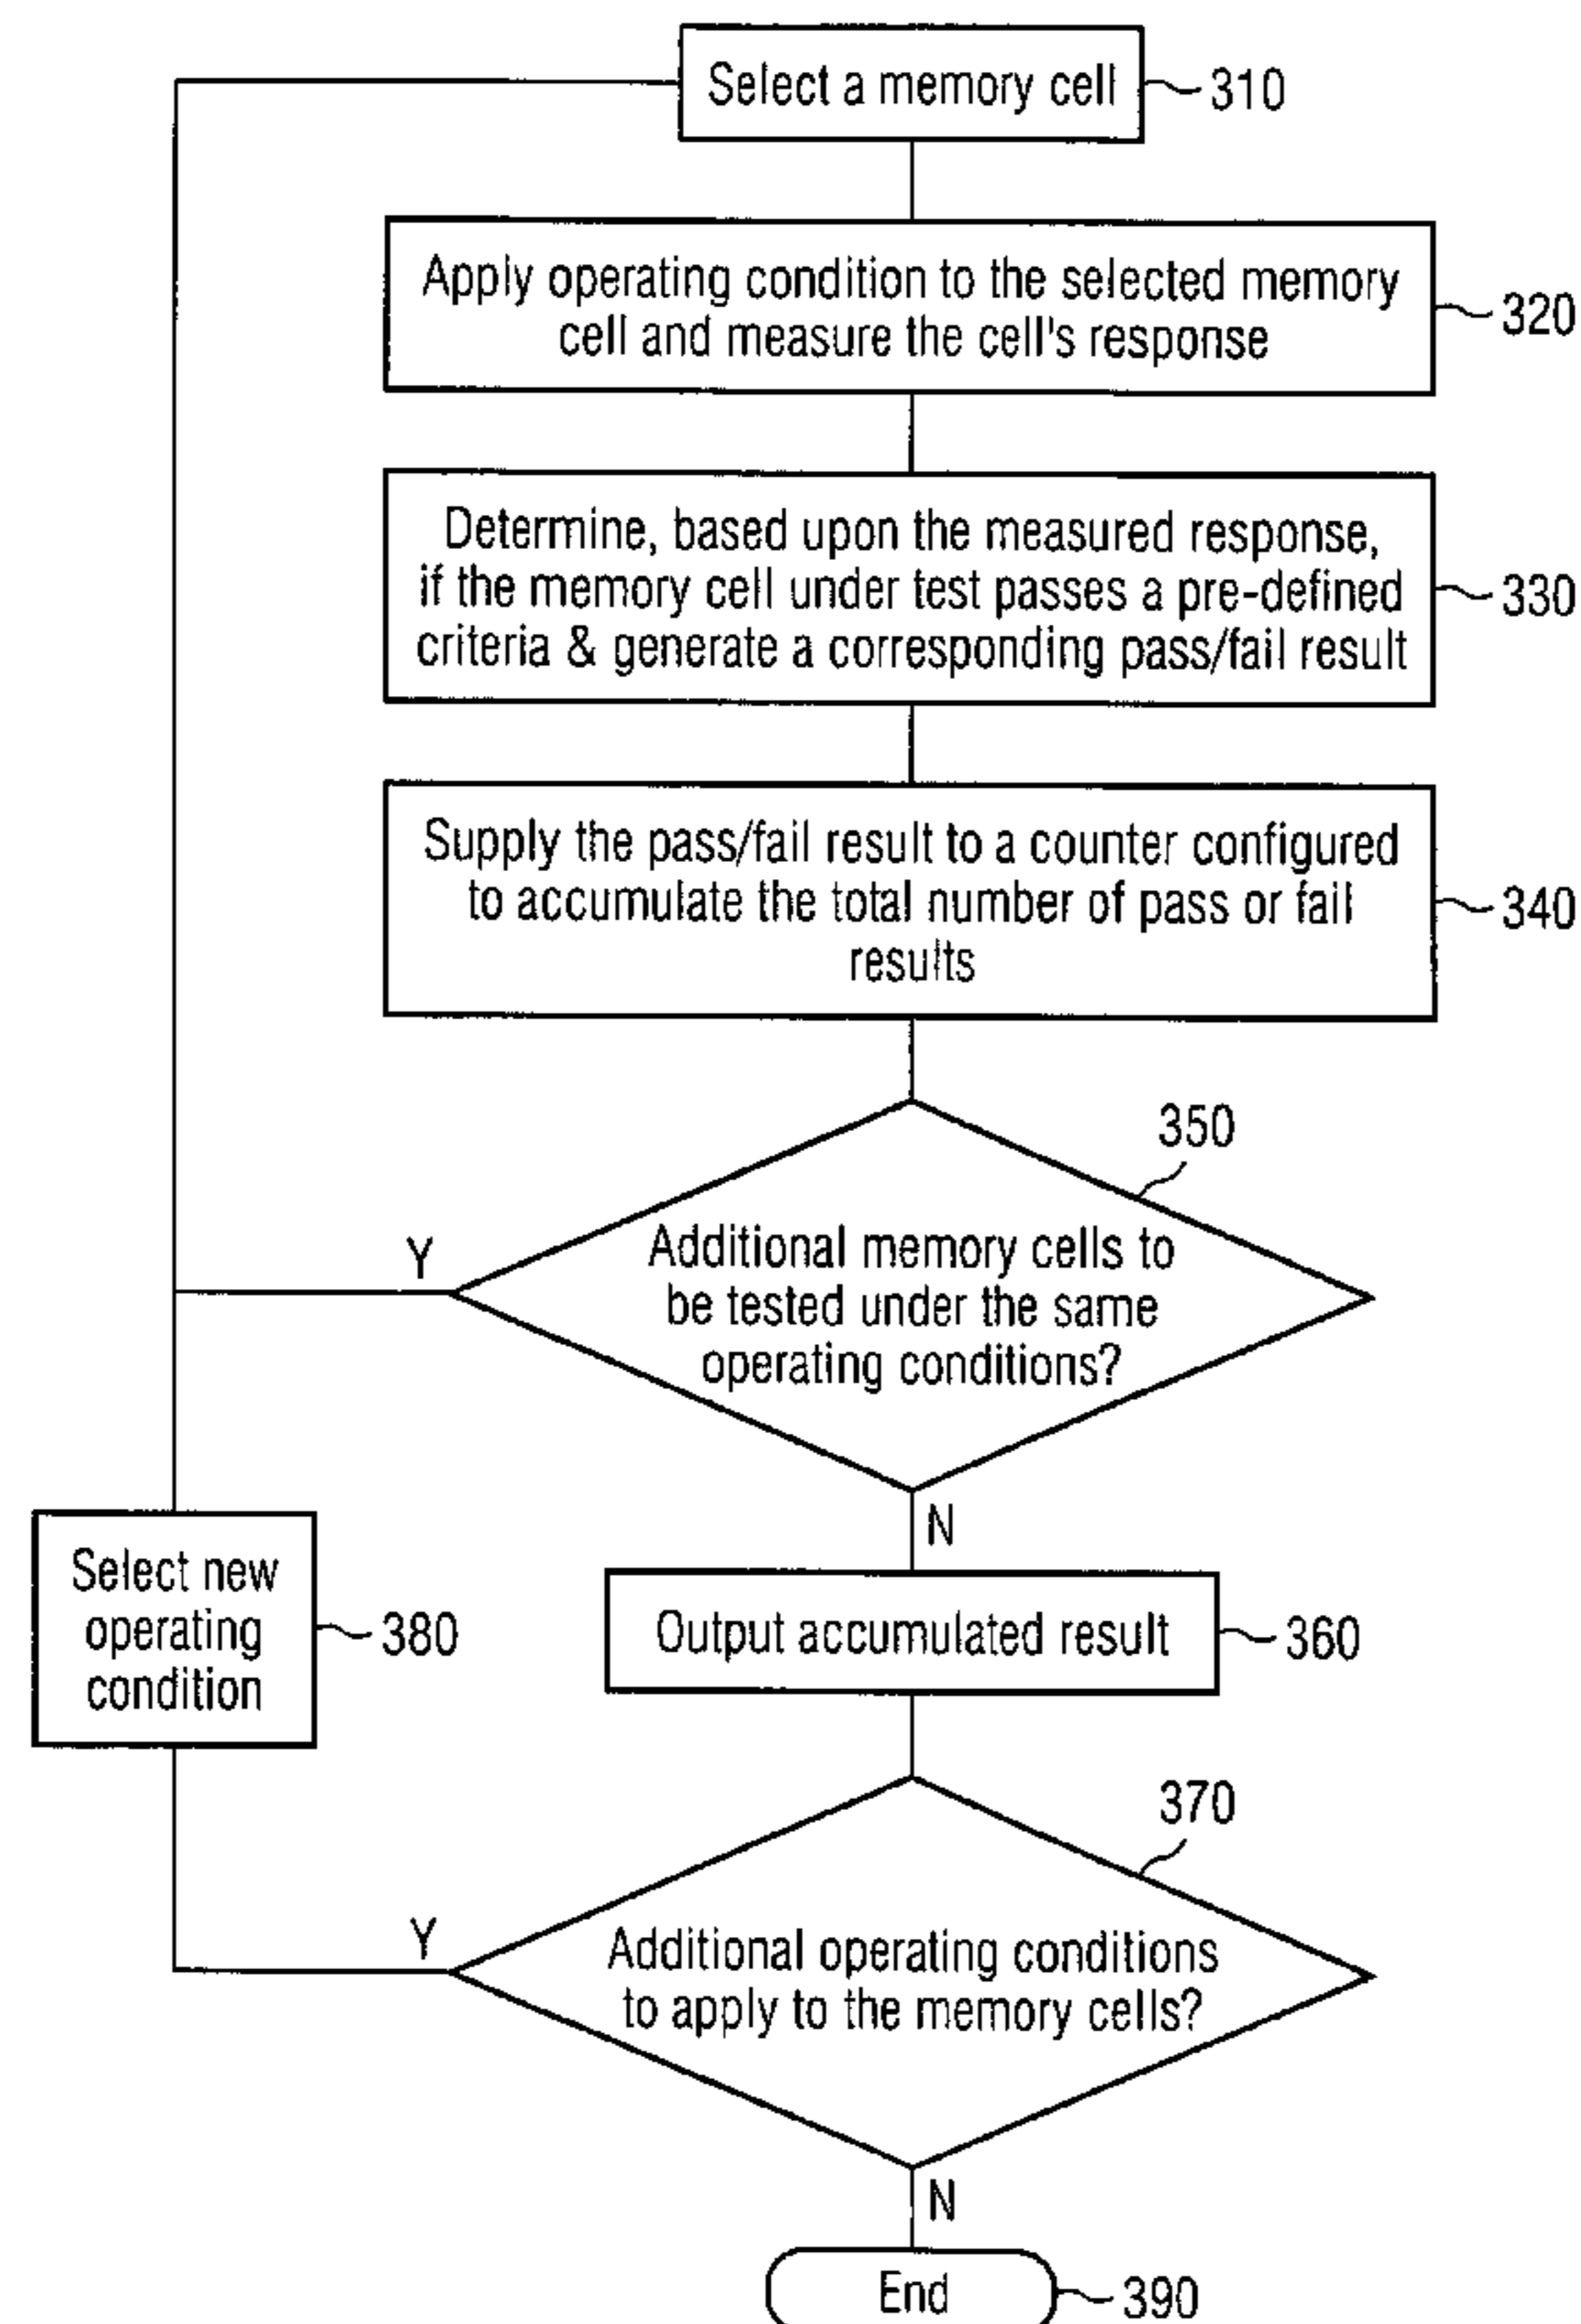 Select a memory cell
310
Apply operating condition to the selected memory
cell and measure the cell's response
320
Determine, based upon the measured response,
if the memory cell under test passes a pre-defined
criteria & generate a corresponding pass/fail result
330
Supply the pass/fail result to a counter configured
to accumulate the total number of pass or fail
results
340
350
Additional memory cells to
be tested under the same
operating conditions?
Y
N
Select new
operating
condition
380
Output accumulated result
360
370
Additional operating conditions
to apply to the memory cells?
Y
N
End
390